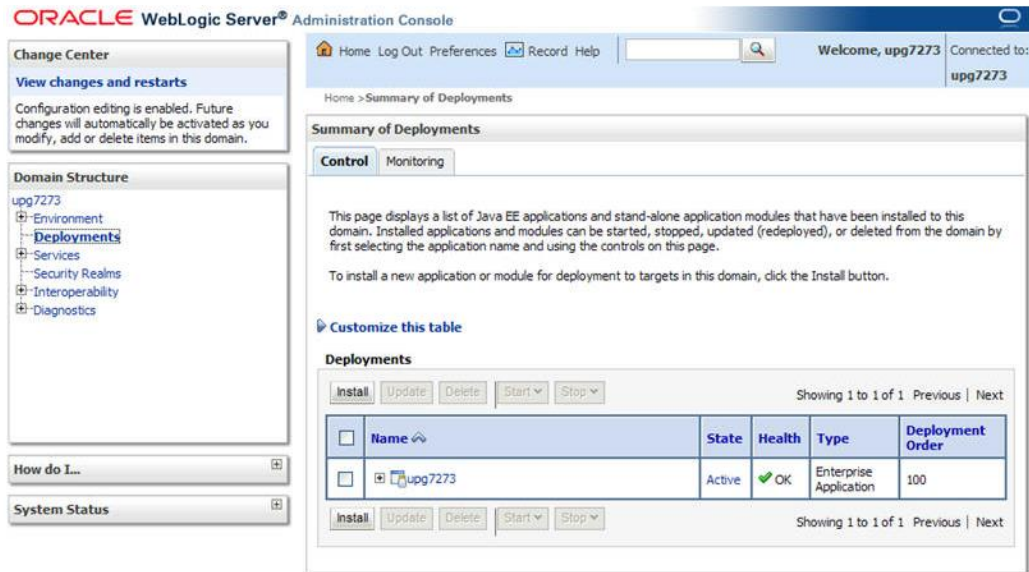 ORACLE WebLogic Server® Administration Console
Change Center
View changes and restarts
Configuration editing is enabled. Future
changes will automatically be activated as you
modify, add or delete items in this domain.
Domain Structure
upg7273
Environment
Deployments
Services
Security Realms
Interoperability
Diagnostics
How do I...
System Status
Home Log Out Preferences Record Help
Welcome, upg7273
Connected to:
upg7273
Home >Summary of Deployments
Summary of Deployments
Control Monitoring
This page displays a list of Java EE applications and stand-alone application modules that have been installed to this
domain. Installed applications and modules can be started, stopped, updated (redeployed), or deleted from the domain by
first selecting the application name and using the controls on this page.
To install a new application or module for deployment to targets in this domain, click the Install button.
Customize this table
Deployments
Install Update Delete Start Stop
Showing 1 to 1 of 1 Previous | Next
Name State Health Type Deployment
Order
upg7273 Active OK Enterprise
Application 100
Install Update Delete Start Stop
Showing 1 to 1 of 1 Previous | Next